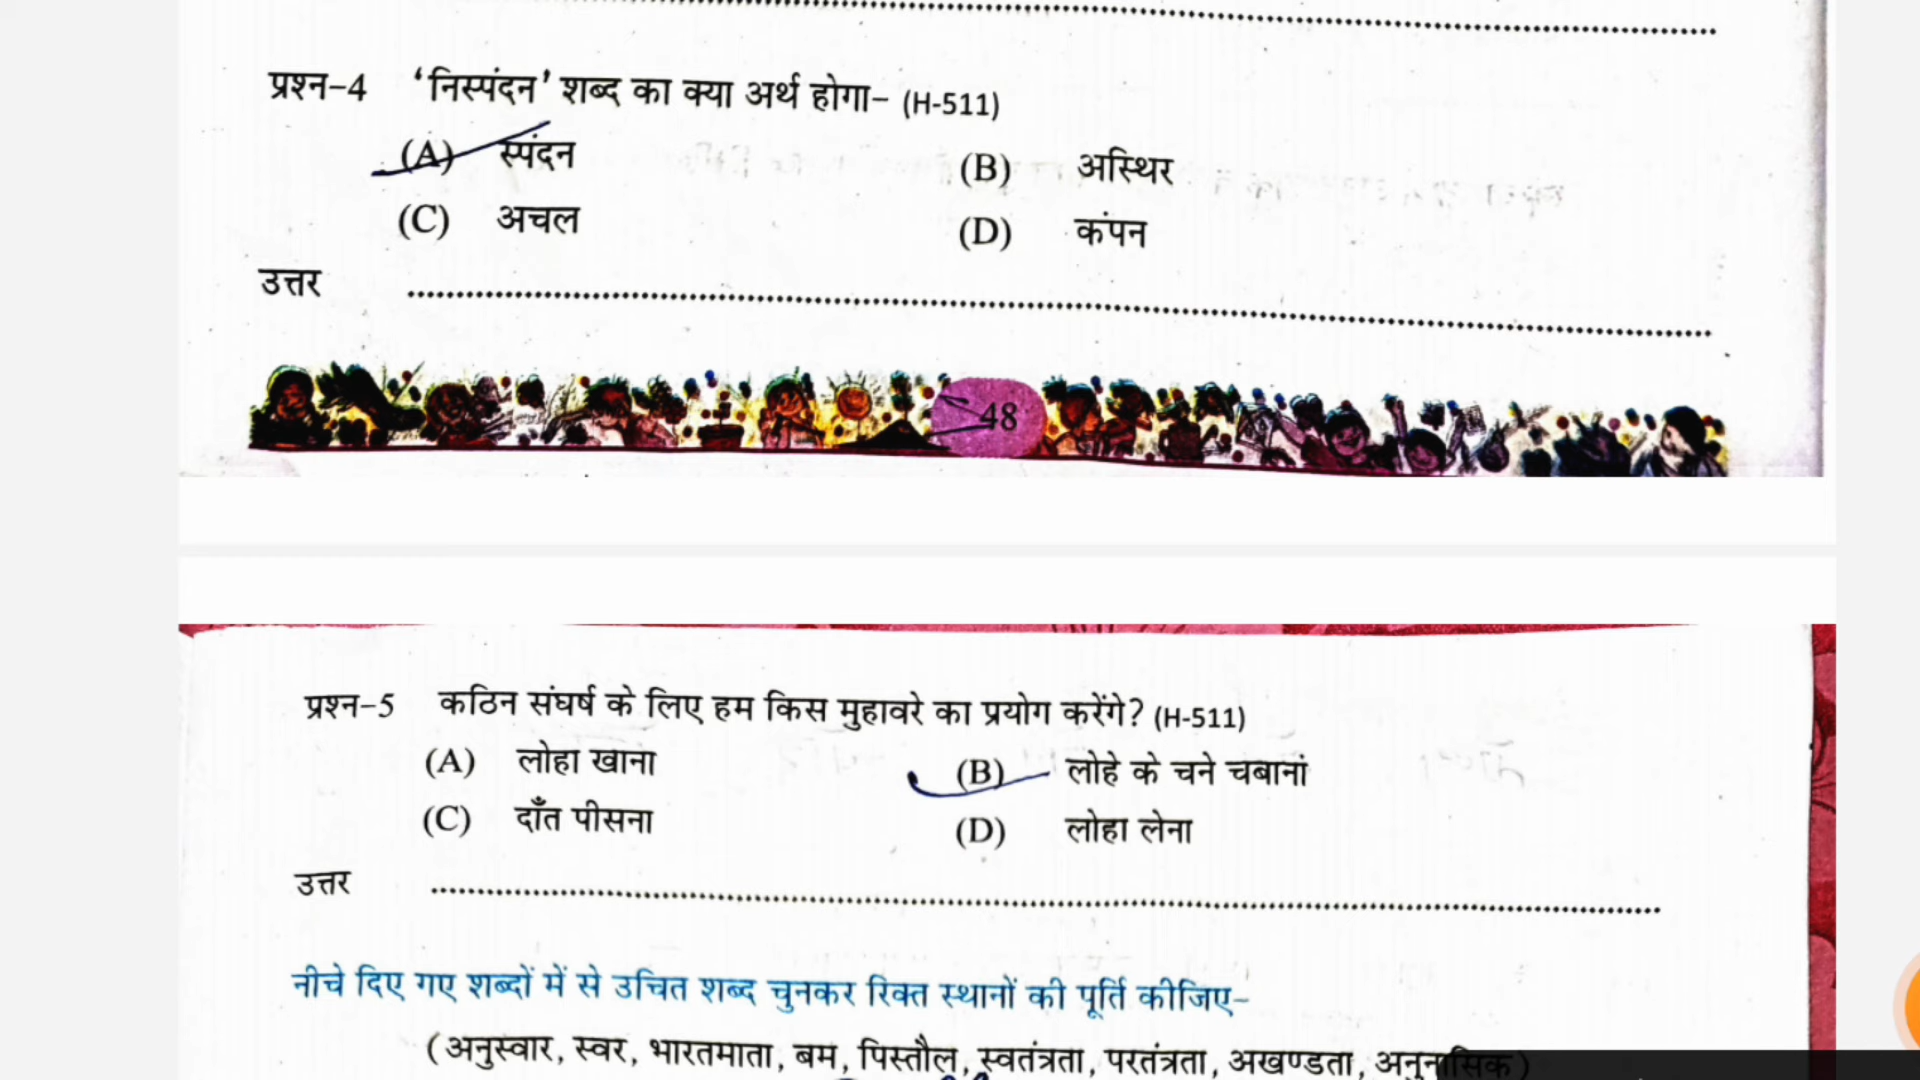 प्रश्न-4 'निस्पंदन' शब्द का क्या अर्थ होगा- (H-511)
(A) स्पंदन (B) अस्थिर
(C) अचल (D) कंपन
उत्तर
48
प्रश्न-5 कठिन संघर्ष के लिए हम किस मुहावरे का प्रयोग करेंगे? (H-511)
(A) लोहा खाना (B) लोहे के चने चबानां
(C) दाँत पीसना (D) लोहा लेना
उत्तर
नीचे दिए गए शब्दों में से उचित शब्द चुनकर रिक्त स्थानों की पूर्ति कीजिए-
(अनुस्वार, स्वर, भारतमाता, बम, पिस्तौल, स्वतंत्रता, परतंत्रता, अखण्डता, अनुनासिक)